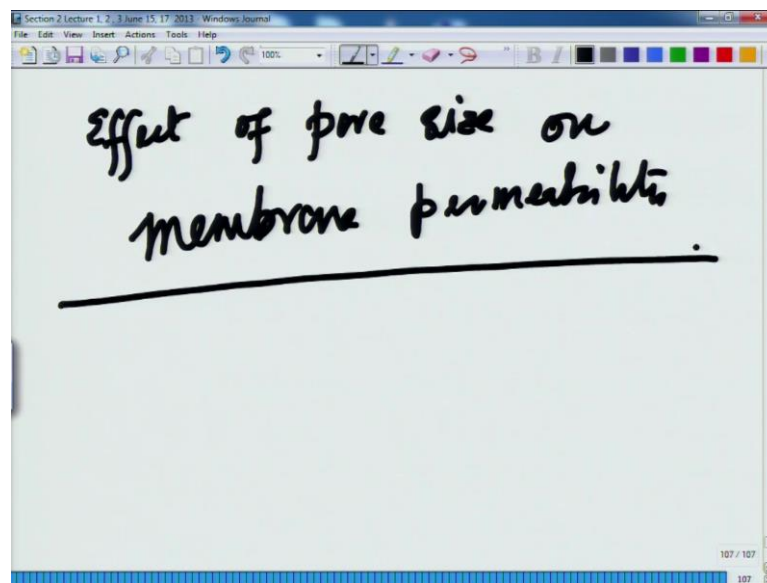 Section 2 Lecture 1, 2 , 3 June 15, 17 2013 - Windows Journal
File Edit View Insert Actions Tools Help
100% B I
Effect of pore size on
membrane permeability
107 / 107
107